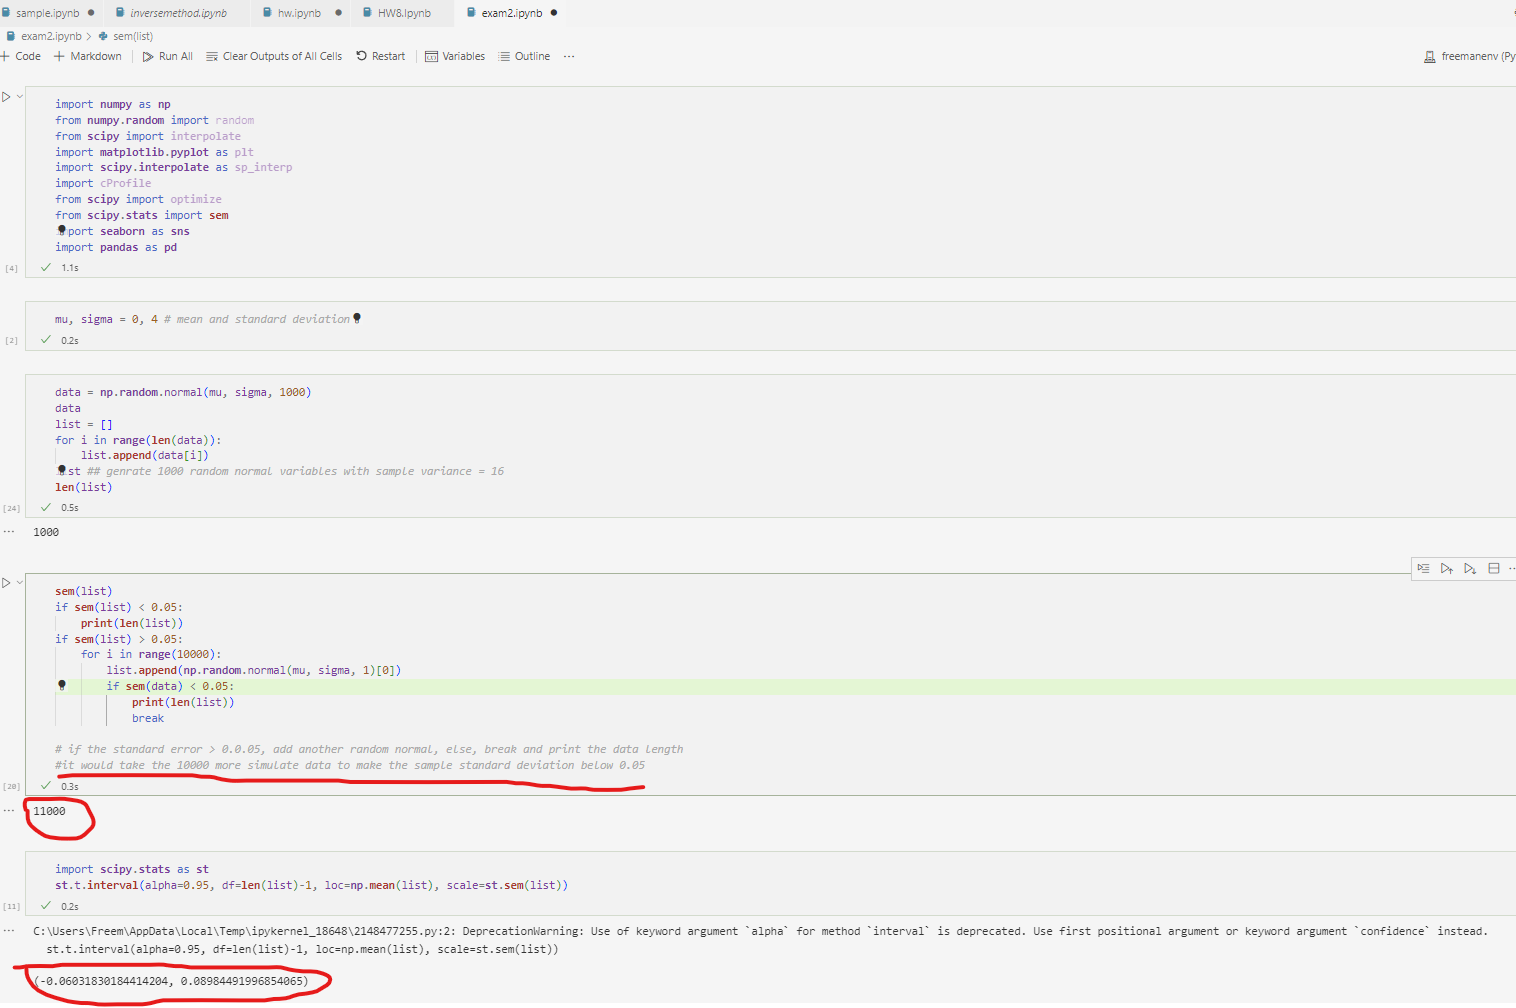 sample.ipynb ● inversemethod.ipynb hw.ipynb ● HW8.ipynb exam2.ipynb ●
exam2.ipynb > sem(list)
+ Code + Markdown Run All Clear Outputs of All Cells Restart Variables Outline ...
freemanenv (Py
import numpy as np
from numpy.random import random
from scipy import interpolate
import matplotlib.pyplot as plt
import scipy.interpolate as sp_interp
import cProfile
from scipy import optimize
from scipy.stats import sem
port seaborn as sns
import pandas as pd
[4] ✓ 1.1s
mu, sigma = 0, 4 # mean and standard deviation
[2] ✓ 0.2s
data = np.random.normal(mu, sigma, 1000)
data
list = []
for i in range(len(data)):
list.append(data[i])
st ## genrate 1000 random normal variables with sample variance = 16
len(list)
[24] ✓ 0.5s
... 1000
sem(list)
if sem(list) < 0.05:
print(len(list))
if sem(list) > 0.05:
for i in range(10000):
list.append(np.random.normal(mu, sigma, 1)[0])
if sem(data) < 0.05:
print(len(list))
break
# if the standard error > 0.0.05, add another random normal, else, break and print the data length
#it would take the 10000 more simulate data to make the sample standard deviation below 0.05
[20] ✓ 0.3s
... 11000
import scipy.stats as st
st.t.interval(alpha=0.95, df=len(list)-1, loc=np.mean(list), scale=st.sem(list))
[11] ✓ 0.2s
... C:\Users\Freem\AppData\Local\Temp\ipykernel_18648\2148477255.py:2: DeprecationWarning: Use of keyword argument `alpha` for method `interval` is deprecated. Use first positional argument or keyword argument `confidence` instead.
st.t.interval(alpha=0.95, df=len(list)-1, loc=np.mean(list), scale=st.sem(list))
(-0.06031830184414204, 0.08984491996854065)